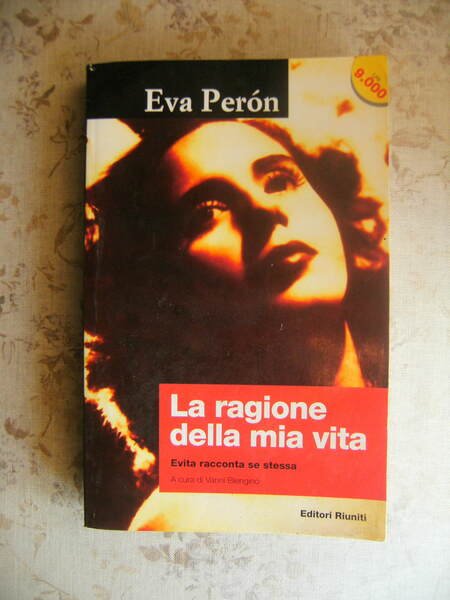 Eva Perón
9.000
La ragione
della mia vita
Evita racconta se stessa
A cura di Vanni Blengino
Editori Riuniti